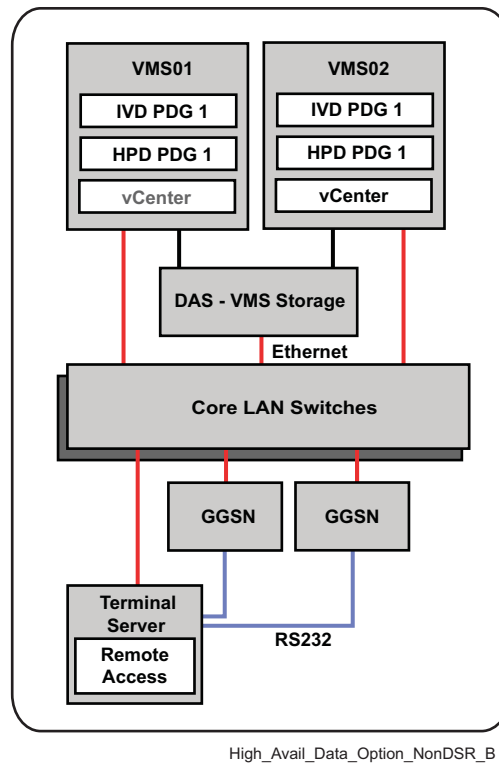 VMS01
IVD PDG 1
HPD PDG 1
vCenter
VMS02
IVD PDG 1
HPD PDG 1
vCenter
DAS - VMS Storage
Ethernet
Core LAN Switches
GGSN
GGSN
Terminal
Server
Remote
Access
RS232
High_Avail_Data_Option_NonDSR_B